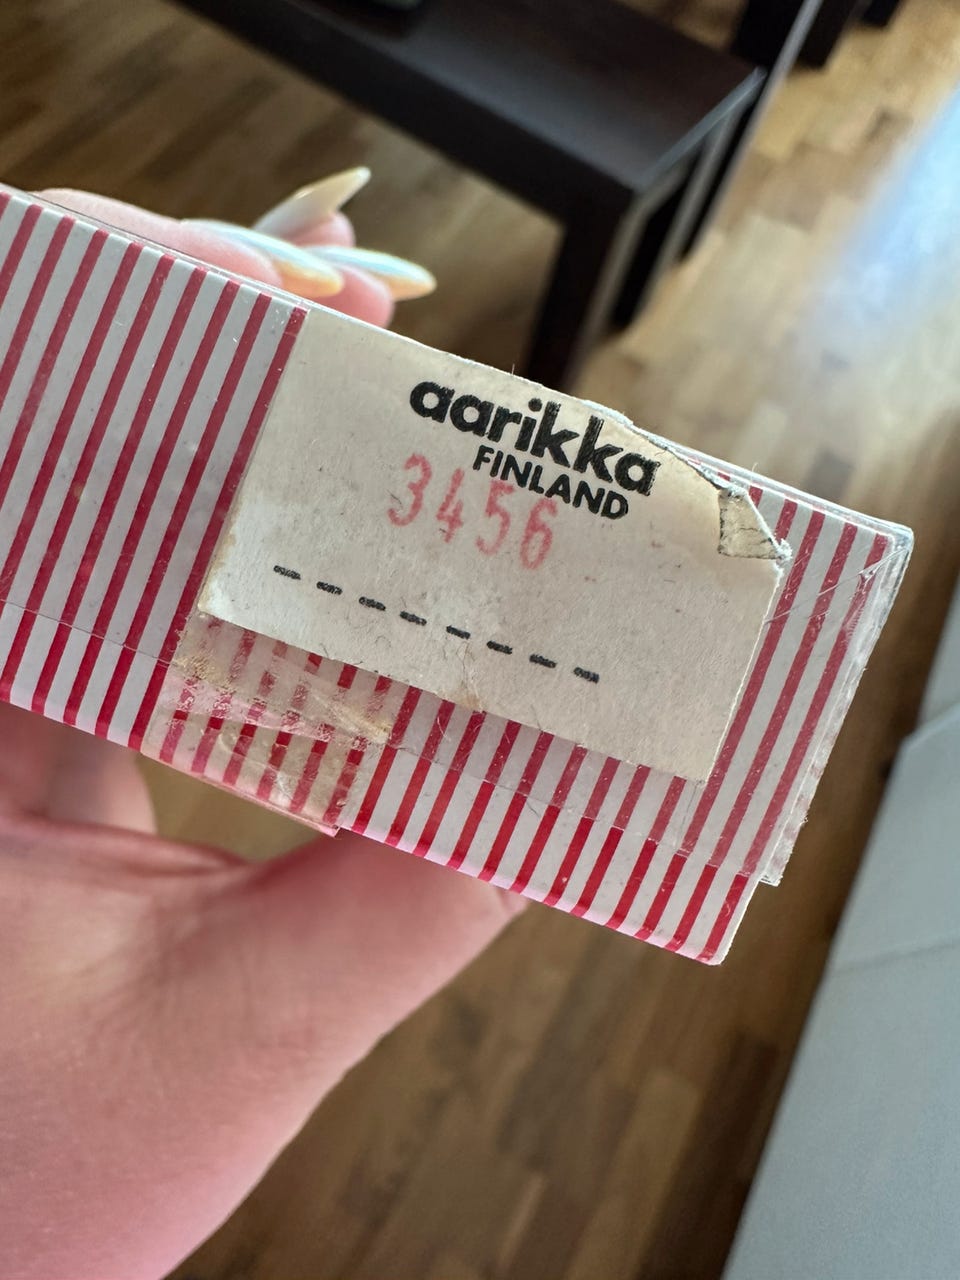 aarikka
FINLAND
3456
--------